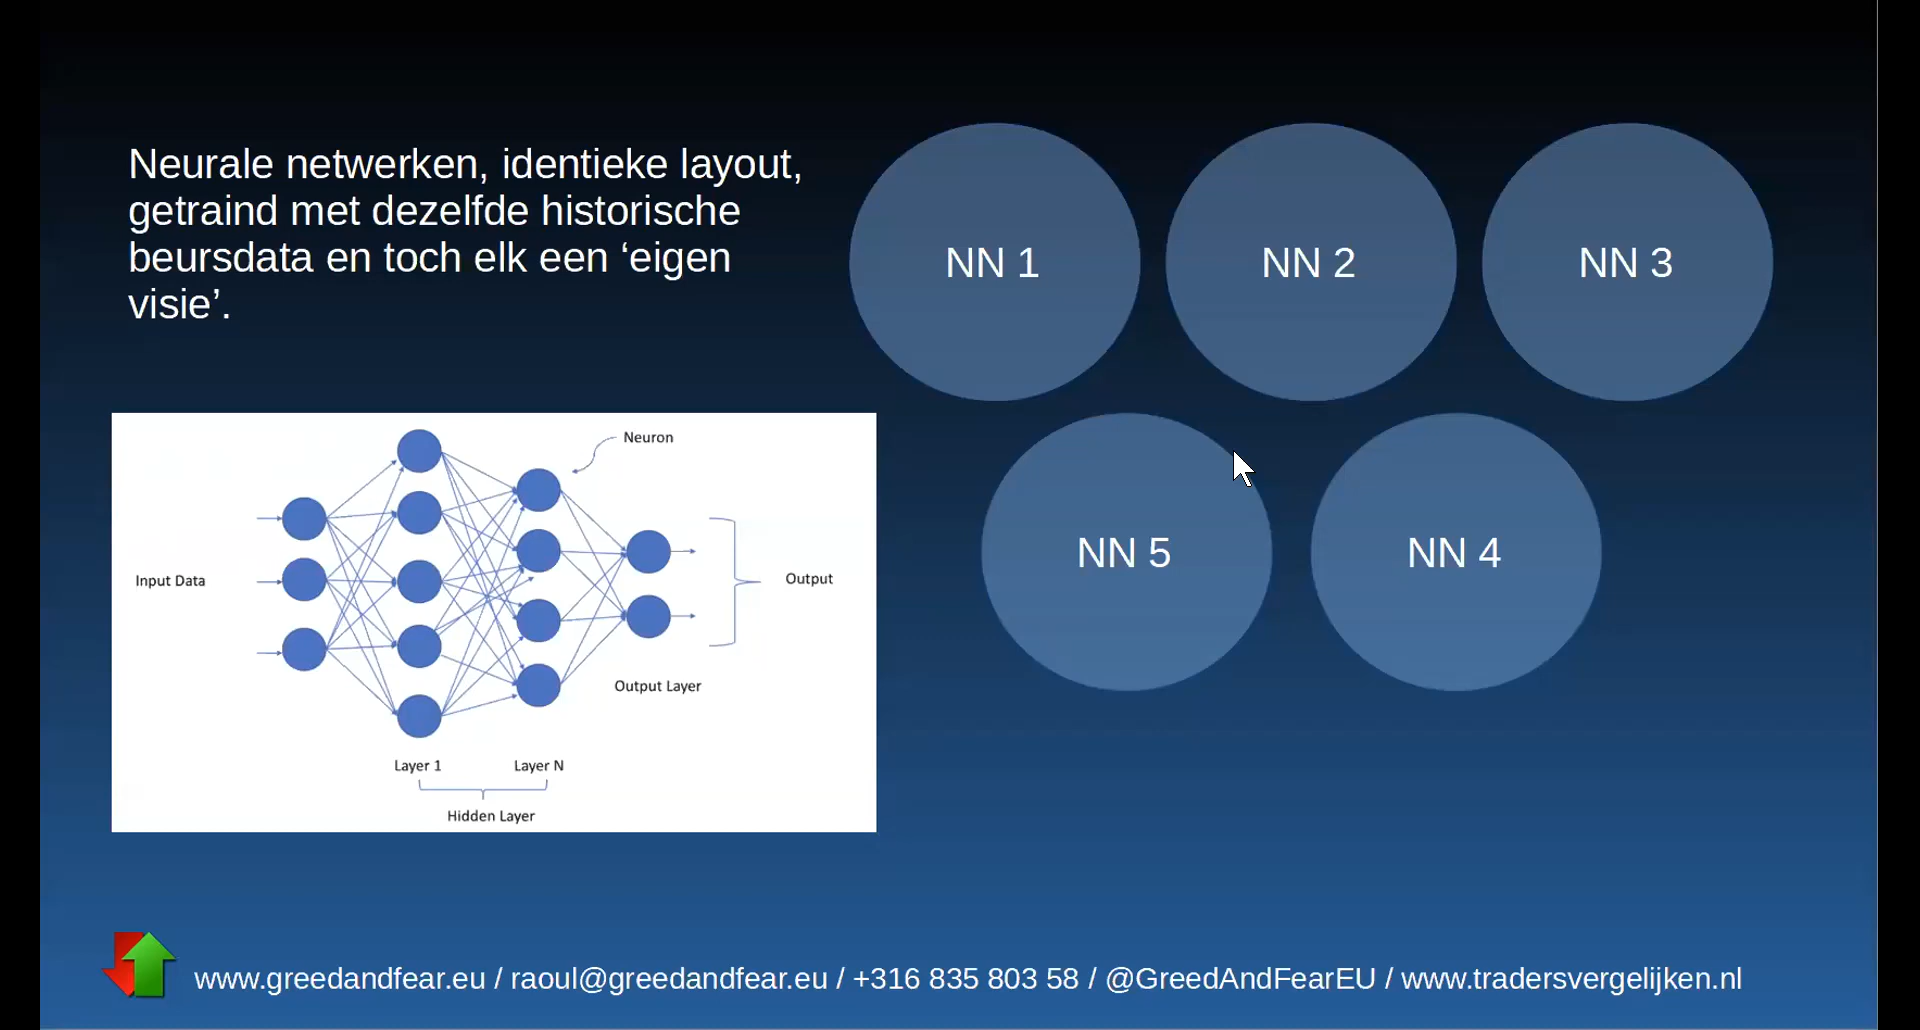 Neurale netwerken, identieke layout,
getraind met dezelfde historische
beursdata en toch elk een ‘eigen
visie’.
NN 1
NN 2
NN 3
NN 5
NN 4
Neuron
Input Data
Output
Output Layer
Layer 1
Layer N
Hidden Layer
www.greedandfear.eu / raoul@greedandfear.eu / +316 835 803 58 / @GreedAndFearEU / www.tradersvergelijken.nl